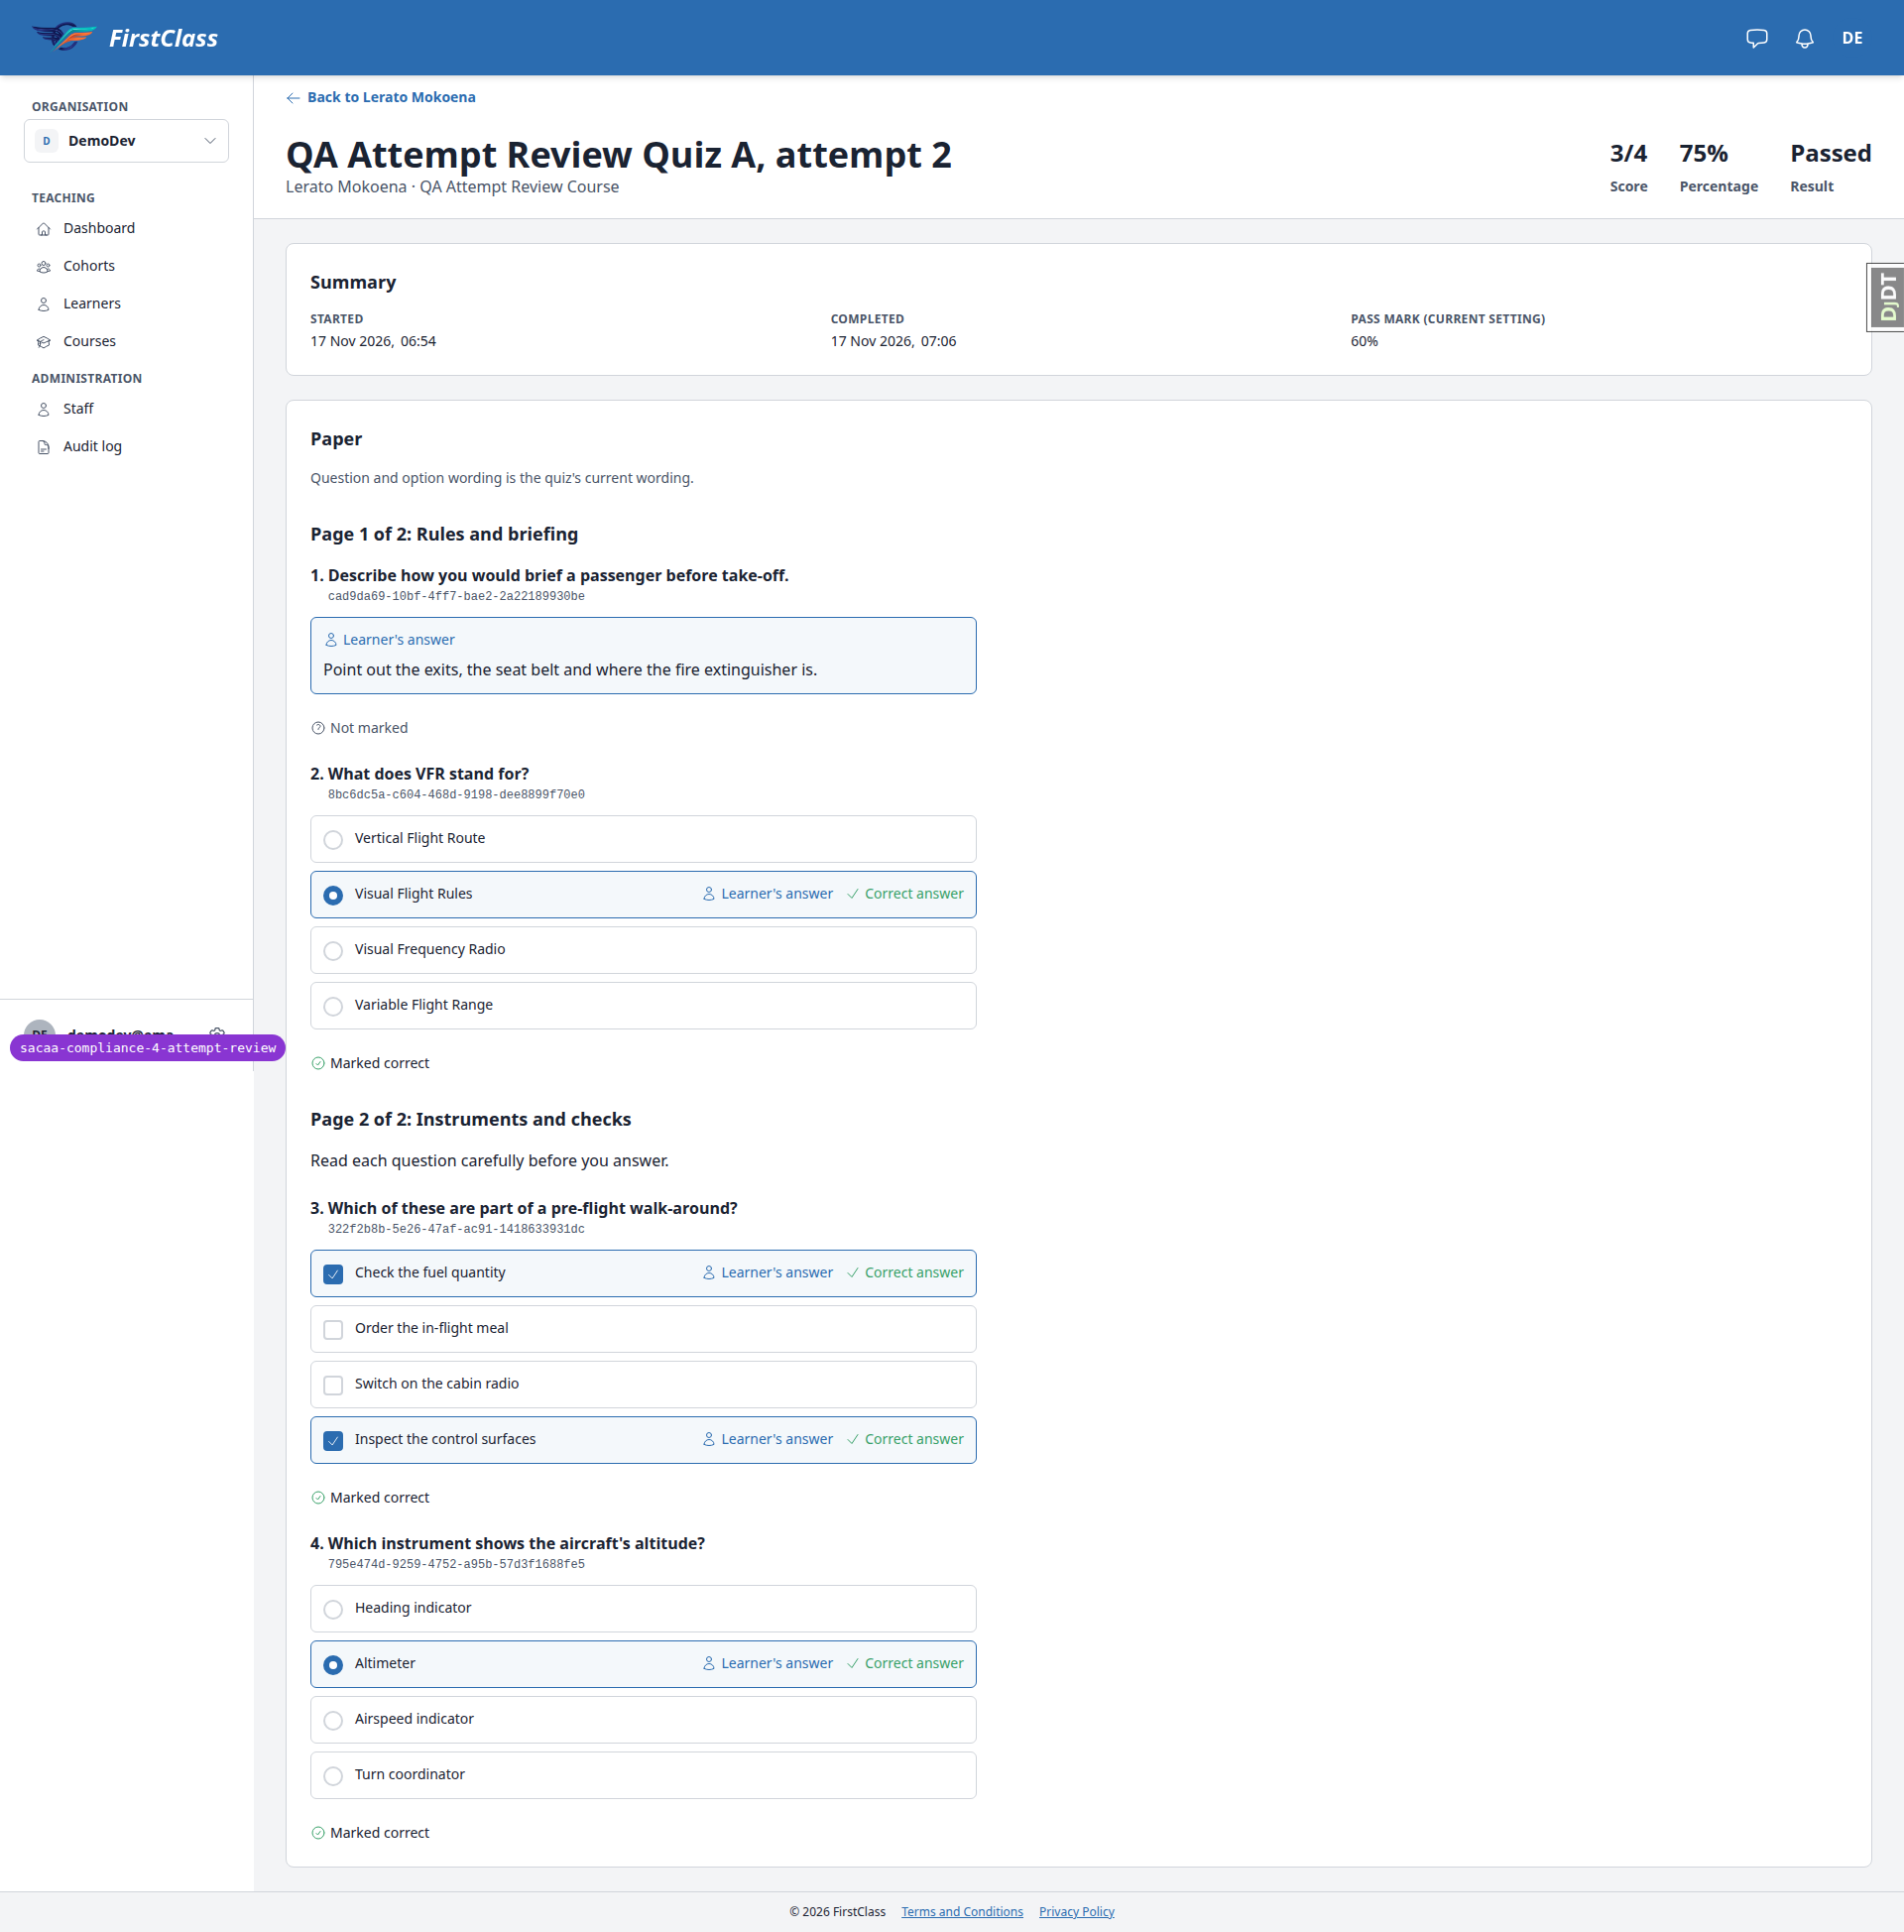 FirstClass
DE
ORGANISATION
D DemoDev
TEACHING
Dashboard
Cohorts
Learners
Courses
ADMINISTRATION
Staff
Audit log
sacaa-compliance-4-attempt-review
Back to Lerato Mokoena
QA Attempt Review Quiz A, attempt 2
Lerato Mokoena · QA Attempt Review Course
3/4 75% Passed
Score Percentage Result
DjDT
Summary
STARTED COMPLETED PASS MARK (CURRENT SETTING)
17 Nov 2026, 06:54 17 Nov 2026, 07:06 60%
Paper
Question and option wording is the quiz's current wording.
Page 1 of 2: Rules and briefing
1. Describe how you would brief a passenger before take-off.
cad9da69-10bf-4ff7-bae2-2a22189930be
Learner's answer
Point out the exits, the seat belt and where the fire extinguisher is.
Not marked
2. What does VFR stand for?
8bc6dc5a-c604-468d-9198-dee8899f70e0
Vertical Flight Route
Visual Flight Rules Learner's answer Correct answer
Visual Frequency Radio
Variable Flight Range
Marked correct
Page 2 of 2: Instruments and checks
Read each question carefully before you answer.
3. Which of these are part of a pre-flight walk-around?
322f2b8b-5e26-47af-ac91-1418633931dc
Check the fuel quantity Learner's answer Correct answer
Order the in-flight meal
Switch on the cabin radio
Inspect the control surfaces Learner's answer Correct answer
Marked correct
4. Which instrument shows the aircraft's altitude?
795e474d-9259-4752-a95b-57d3f1688fe5
Heading indicator
Altimeter Learner's answer Correct answer
Airspeed indicator
Turn coordinator
Marked correct
© 2026 FirstClass Terms and Conditions Privacy Policy